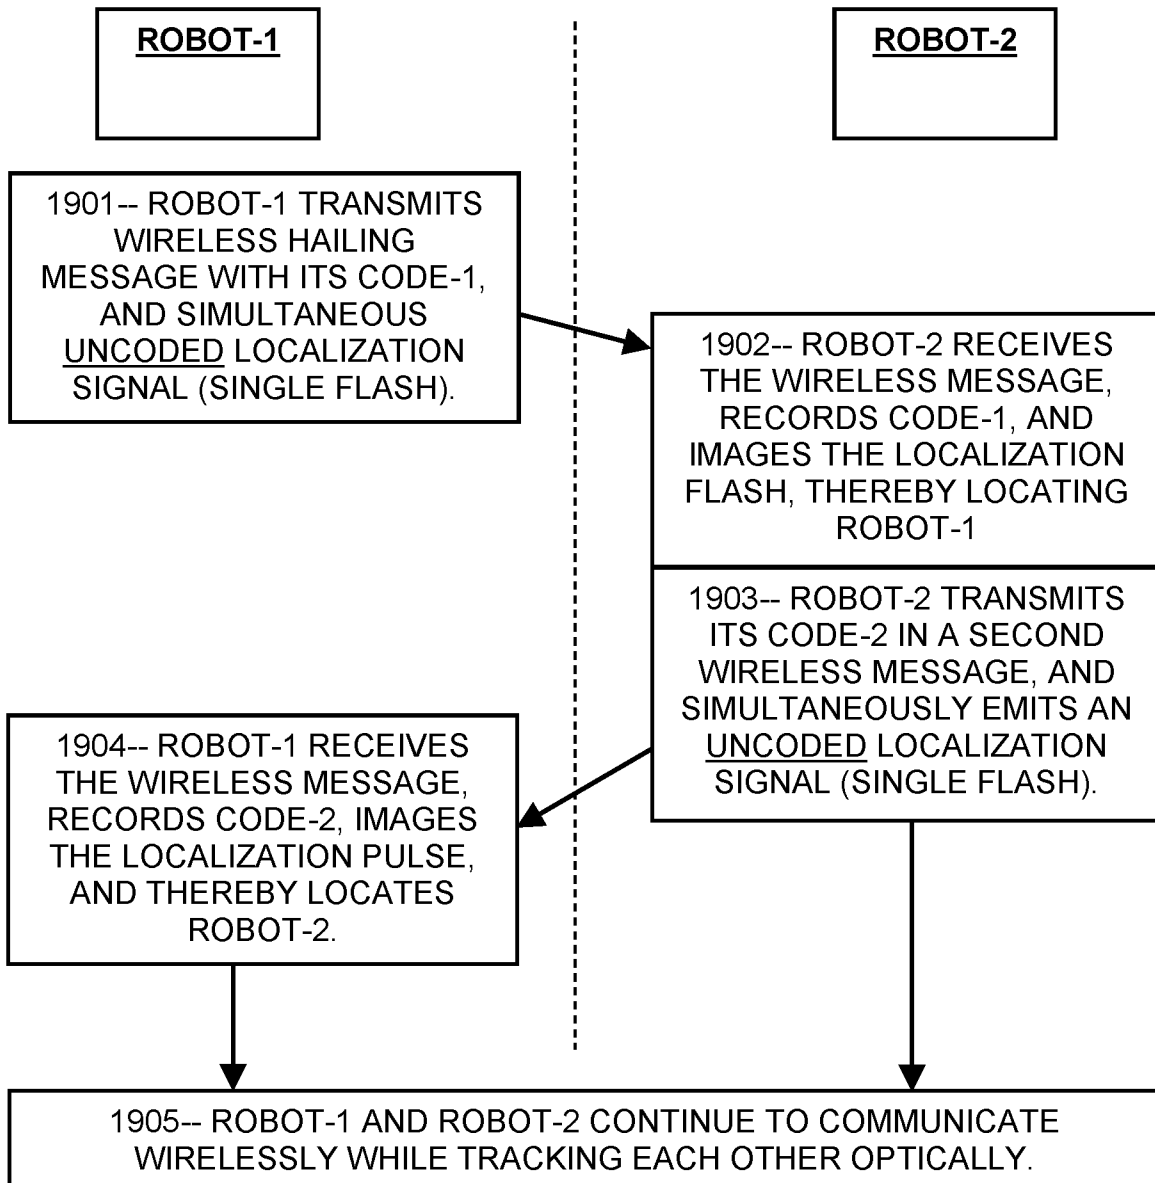 ROBOT-1
ROBOT-2
1901-- ROBOT-1 TRANSMITS
WIRELESS HAILING
MESSAGE WITH ITS CODE-1,
AND SIMULTANEOUS
UNCODED LOCALIZATION
SIGNAL (SINGLE FLASH).
1902-- ROBOT-2 RECEIVES
THE WIRELESS MESSAGE,
RECORDS CODE-1, AND
IMAGES THE LOCALIZATION
FLASH, THEREBY LOCATING
ROBOT-1
1903-- ROBOT-2 TRANSMITS
ITS CODE-2 IN A SECOND
WIRELESS MESSAGE, AND
SIMULTANEOUSLY EMITS AN
UNCODED LOCALIZATION
SIGNAL (SINGLE FLASH).
1904-- ROBOT-1 RECEIVES
THE WIRELESS MESSAGE,
RECORDS CODE-2, IMAGES
THE LOCALIZATION PULSE,
AND THEREBY LOCATES
ROBOT-2.
1905-- ROBOT-1 AND ROBOT-2 CONTINUE TO COMMUNICATE
WIRELESSLY WHILE TRACKING EACH OTHER OPTICALLY.